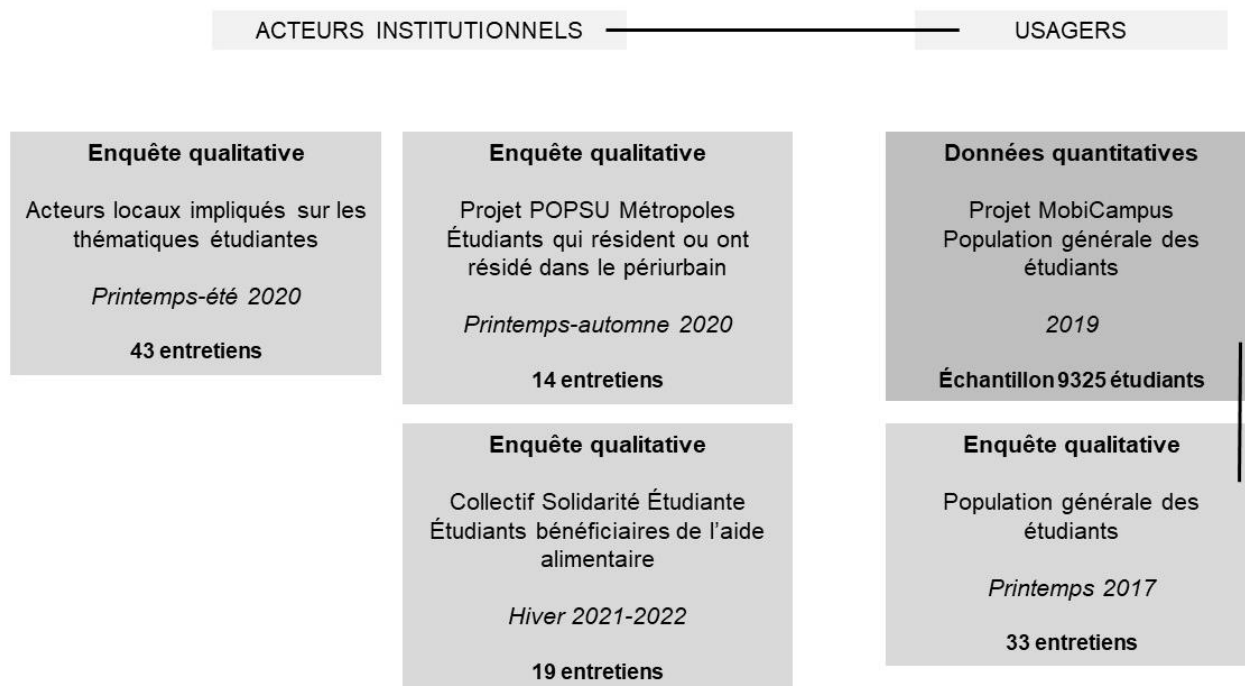 ACTEURS INSTITUTIONNELS
USAGERS
Enquête qualitative
Acteurs locaux impliqués sur les
thématiques étudiantes
Printemps-été 2020
43 entretiens
Enquête qualitative
Projet POPSU Métropoles
Étudiants qui résident ou ont
résidé dans le périurbain
Printemps-automne 2020
14 entretiens
Données quantitatives
Projet MobiCampus
Population générale des
étudiants
2019
Échantillon 9325 étudiants
Enquête qualitative
Collectif Solidarité Étudiante
Étudiants bénéficiaires de l'aide
alimentaire
Hiver 2021-2022
19 entretiens
Enquête qualitative
Population générale des
étudiants
Printemps 2017
33 entretiens